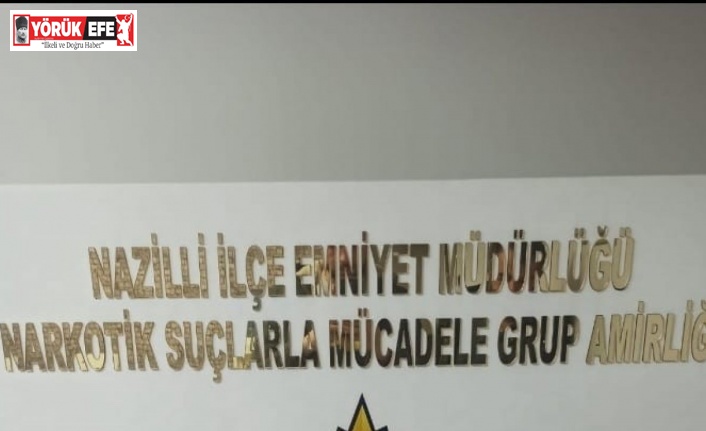 YÖRÜK EFE
"İlkeli ve Doğru Haber"
NAZİLLİ İLÇE EMNİYET MÜDÜRLÜĞÜ
NARKOTİK SUÇLARLA MÜCADELE GRUP AMİRLİĞ